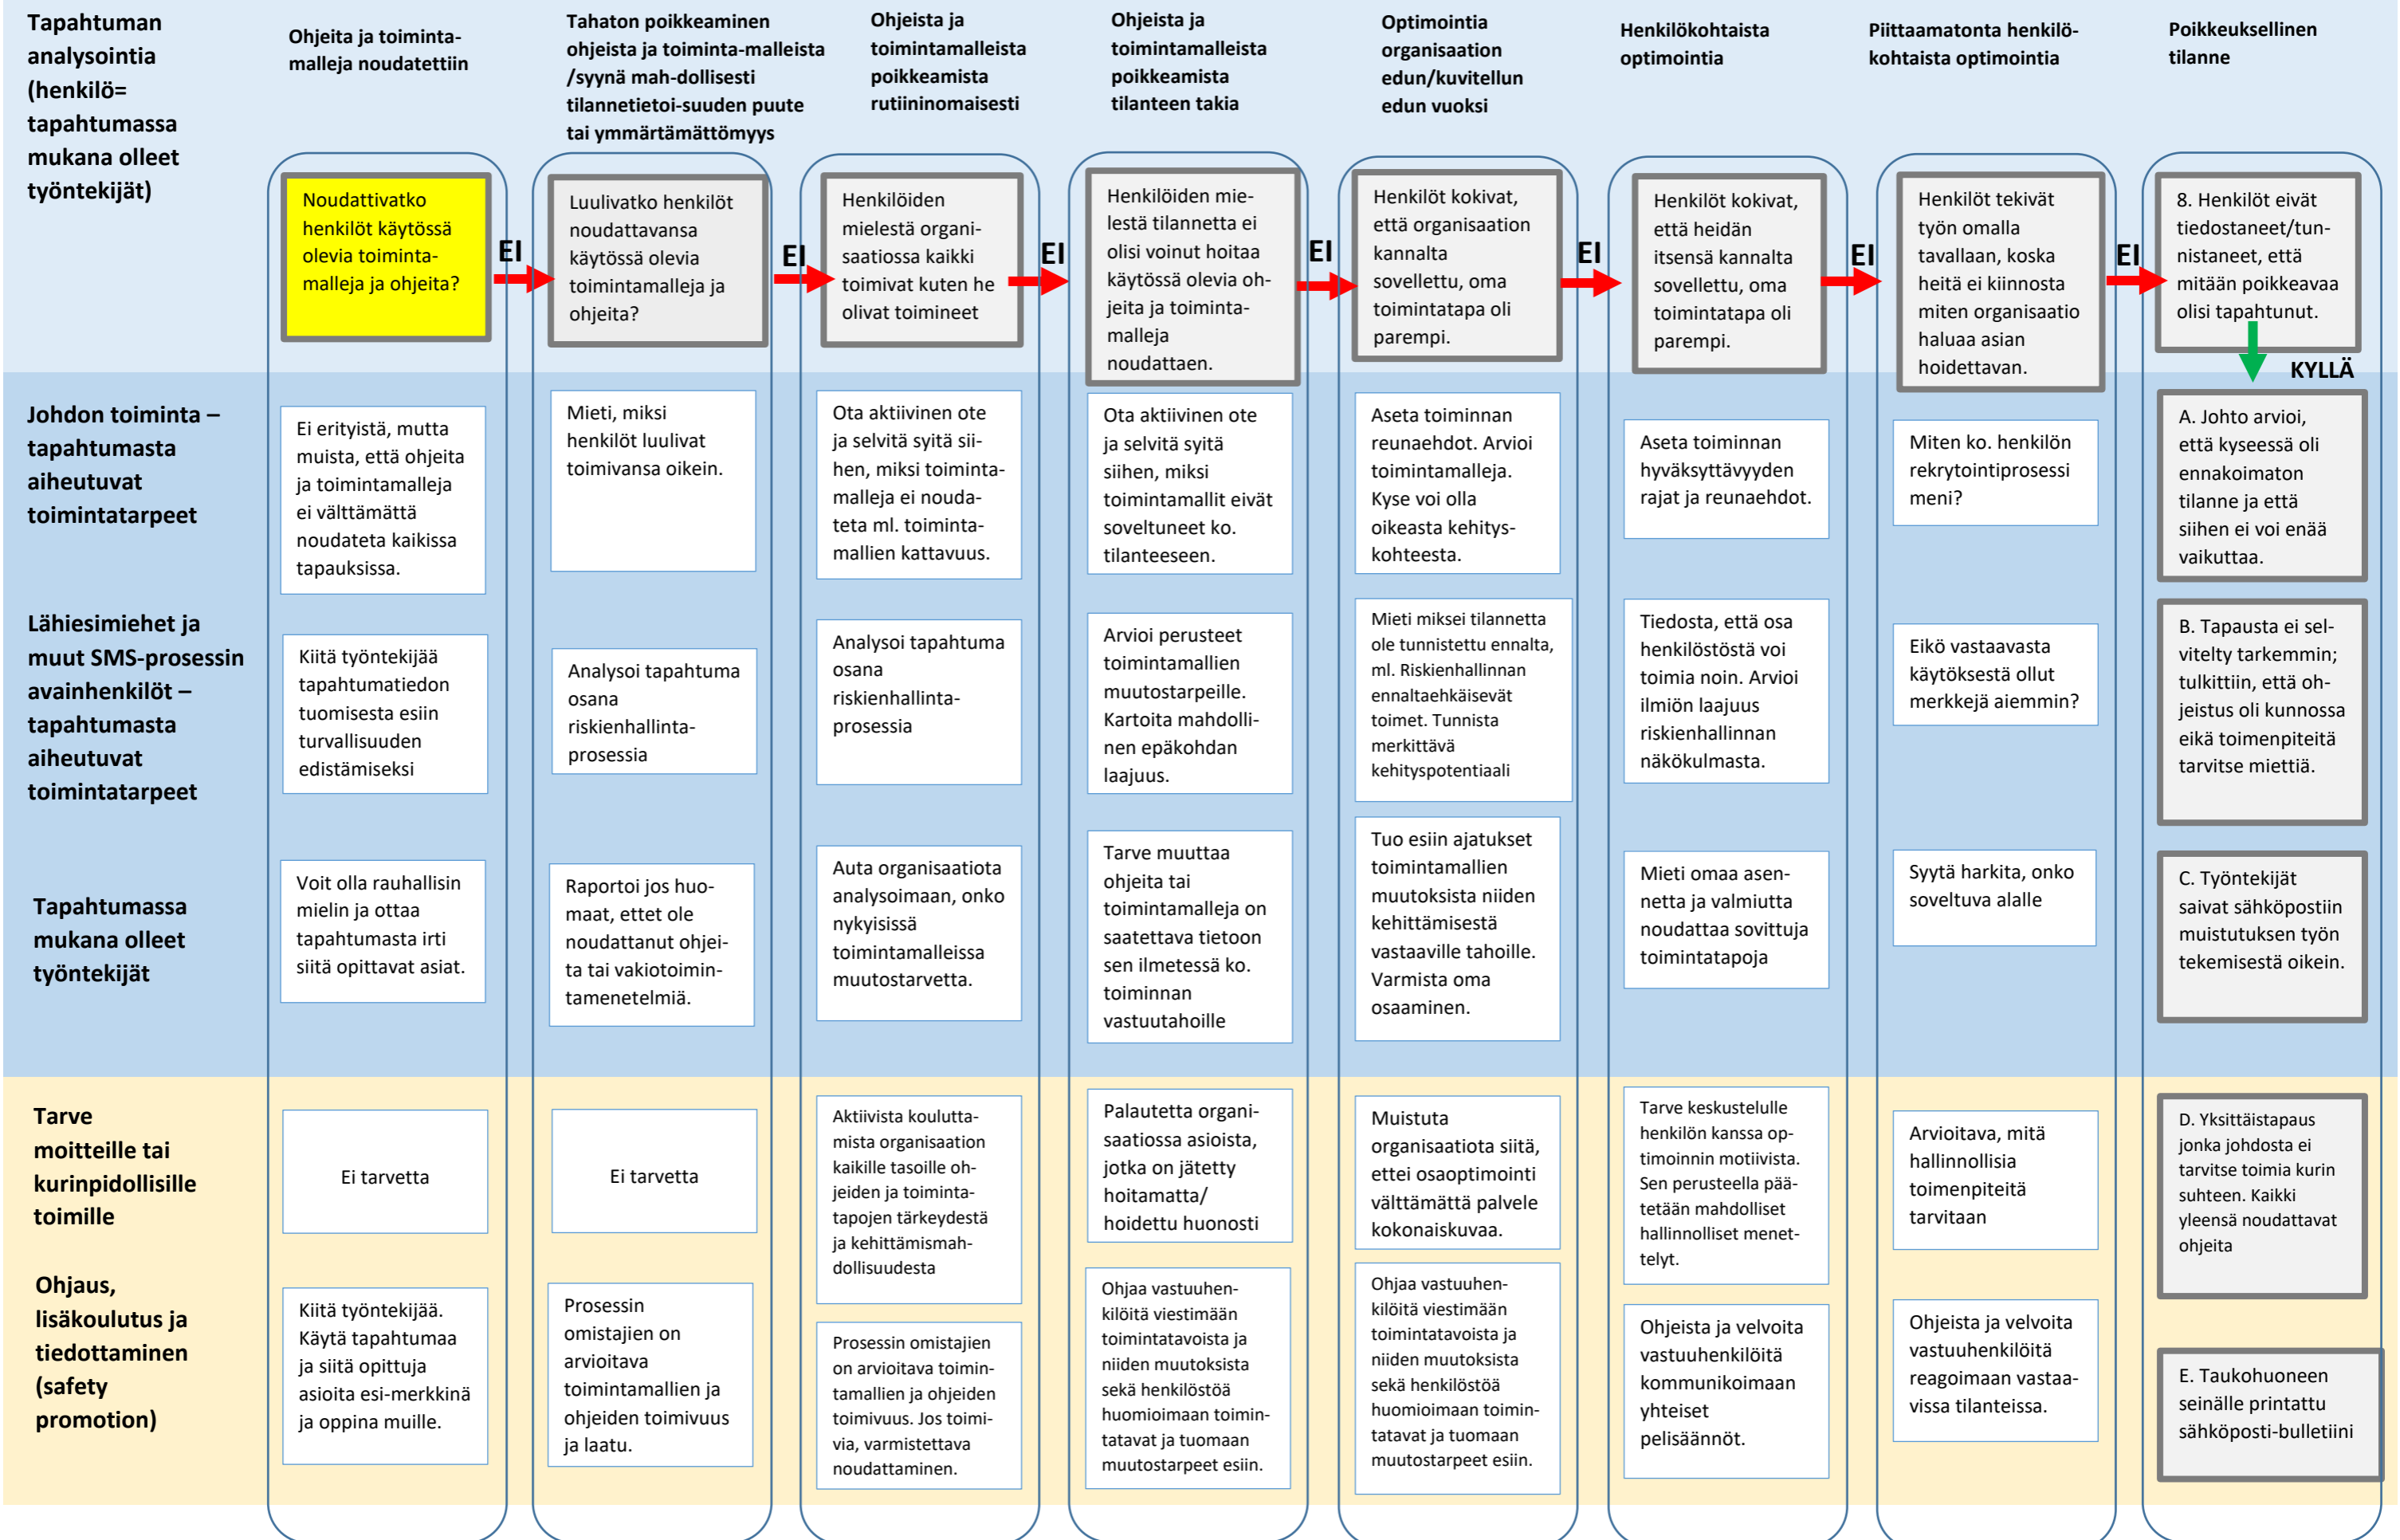 Tapahtuman
analysointia
(henkilö=
tapahtumassa
mukana olleet
työntekijät)
Ohjeita ja toiminta-
malleja noudatettiin
Tahaton poikkeaminen
ohjeista ja toiminta-malleista
/syynä mah-dollisesti
tilannetietoi-suuden puute
tai ymmärtämättömyys
Ohjeista ja
toimintamalleista
poikkeamista
rutiininomaisesti
Ohjeista ja
toimintamalleista
poikkeamista
tilanteen takia
Optimointia
organisaation
edun/kuvitellun
edun vuoksi
Henkilökohtaista
optimointia
Piittaamatonta henkilö-
kohtaista optimointia
Poikkeuksellinen
tilanne
Noudattivatko
henkilöt käytössä
olevia toiminta-
malleja ja ohjeita?
EI
Luulivatko henkilöt
noudattavansa
käytössä olevia
toimintamalleja ja
ohjeita?
EI
Henkilöiden
mielestä organi-
saatiossa kaikki
toimivat kuten he
olivat toimineet
EI
Henkilöiden mie-
lestä tilannetta ei
olisi voinut hoitaa
käytössä olevia oh-
jeita ja toiminta-
malleja
noudattaen.
EI
Henkilöt kokivat,
että organisaation
kannalta
sovellettu, oma
toimintatapa oli
parempi.
EI
Henkilöt kokivat,
että heidän
itsensä kannalta
sovellettu, oma
toimintatapa oli
parempi.
EI
Henkilöt tekivät
työn omalla
tavallaan, koska
heitä ei kiinnosta
miten organisaatio
haluaa asian
hoidettavan.
EI
8. Henkilöt eivät
tiedostaneet/tun-
nistaneet, että
mitään poikkeavaa
olisi tapahtunut.
KYLLÄ
Johdon toiminta –
tapahtumasta
aiheutuvat
toimintatarpeet
Ei erityistä, mutta
muista, että ohjeita
ja toimintamalleja
ei välttämättä
noudateta kaikissa
tapauksissa.
Mieti, miksi
henkilöt luulivat
toimivansa oikein.
Ota aktiivinen ote
ja selvitä syitä sii-
hen, miksi toiminta-
malleja ei nouda-
teta ml. toiminta-
mallien kattavuus.
Ota aktiivinen ote
ja selvitä syitä
siihen, miksi
toimintamallit eivät
soveltuneet ko.
tilanteeseen.
Aseta toiminnan
reunaehdot. Arvioi
toimintamalleja.
Kyse voi olla
oikeasta kehitys-
kohteesta.
Aseta toiminnan
hyväksyttävyyden
rajat ja reunaehdot.
Miten ko. henkilön
rekrytointiprosessi
meni?
A. Johto arvioi,
että kyseessä oli
ennakoimaton
tilanne ja että
siihen ei voi enää
vaikuttaa.
Lähiesimiehet ja
muut SMS-prosessin
avainhenkilöt –
tapahtumasta
aiheutuvat
toimintatarpeet
Kiitä työntekijää
tapahtumatiedon
tuomisesta esiin
turvallisuuden
edistämiseksi
Analysoi tapahtuma
osana
riskienhallinta-
prosessia
Analysoi tapahtuma
osana
riskienhallinta-
prosessia
Arvioi perusteet
toimintamallien
muutostarpeille.
Kartoita mahdolli-
nen epäkohdan
laajuus.
Mieti miksei tilannetta
ole tunnistettu ennalta,
ml. Riskienhallinnan
ennaltaehkäisevät
toimet. Tunnista
merkittävä
kehityspotentiaali
Tiedosta, että osa
henkilöstöstä voi
toimia noin. Arvioi
ilmiön laajuus
riskienhallinnan
näkökulmasta.
Eikö vastaavasta
käytöksestä ollut
merkkejä aiemmin?
B. Tapausta ei sel-
vitelty tarkemmin;
tulkittiin, että oh-
jeistus oli kunnossa
eikä toimenpiteitä
tarvitse miettiä.
Tapahtumassa
mukana olleet
työntekijät
Voit olla rauhallisin
mielin ja ottaa
tapahtumasta irti
siitä opittavat asiat.
Raportoi jos huo-
maat, ettet ole
noudattanut ohjei-
ta tai vakiotoimin-
tamenetelmiä.
Auta organisaatiota
analysoimaan, onko
nykyisissä
toimintamalleissa
muutostarvetta.
Tarve muuttaa
ohjeita tai
toimintamalleja on
saatettava tietoon
sen ilmetessä ko.
toiminnan
vastuutahoille
Tuo esiin ajatukset
toimintamallien
muutoksista niiden
kehittämisestä
vastaaville tahoille.
Varmista oma
osaaminen.
Mieti omaa asen-
netta ja valmiutta
noudattaa sovittuja
toimintatapoja
Syytä harkita, onko
soveltuva alalle
C. Työntekijät
saivat sähköpostiin
muistutuksen työn
tekemisestä oikein.
Tarve
moitteille tai
kurinpidollisille
toimille
Ei tarvetta
Ei tarvetta
Aktiivista koulutta-
mista organisaation
kaikille tasoille oh-
jeiden ja toiminta-
tapojen tärkeydestä
ja kehittämismah-
dollisuudesta
Palautetta organi-
saatiossa asioista,
jotka on jätetty
hoitamatta/
hoidettu huonosti
Muistuta
organisaatiota siitä,
ettei osaoptimointi
välttämättä palvele
kokonaiskuvaa.
Tarve keskustelulle
henkilön kanssa op-
timoinnin motiivista.
Sen perusteella pää-
tetään mahdolliset
hallinnolliset menet-
telyt.
Arvioitava, mitä
hallinnollisia
toimenpiteitä
tarvitaan
D. Yksittäistapaus
jonka johdosta ei
tarvitse toimia kurin
suhteen. Kaikki
yleensä noudattavat
ohjeita
Ohjaus,
lisäkoulutus ja
tiedottaminen
(safety
promotion)
Kiitä työntekijää.
Käytä tapahtumaa
ja siitä opittuja
asioita esi-merkkinä
ja oppina muille.
Prosessin
omistajien on
arvioitava
toimintamallien ja
ohjeiden toimivuus
ja laatu.
Prosessin omistajien
on arvioitava toimin-
tamallien ja ohjeiden
toimivuus. Jos toimi-
via, varmistettava
noudattaminen.
Ohjaa vastuuhen-
kilöitä viestimään
toimintatavoista ja
niiden muutoksista
sekä henkilöstöä
huomioimaan toimin-
tatavat ja tuomaan
muutostarpeet esiin.
Ohjaa vastuuhen-
kilöitä viestimään
toimintatavoista ja
niiden muutoksista
sekä henkilöstöä
huomioimaan toimin-
tatavat ja tuomaan
muutostarpeet esiin.
Ohjeista ja velvoita
vastuuhenkilöitä
kommunikoimaan
yhteiset
pelisäännöt.
Ohjeista ja velvoita
vastuuhenkilöitä
reagoimaan vastaa-
vissa tilanteissa.
E. Taukohuoneen
seinälle printattu
sähköposti-bulletiini